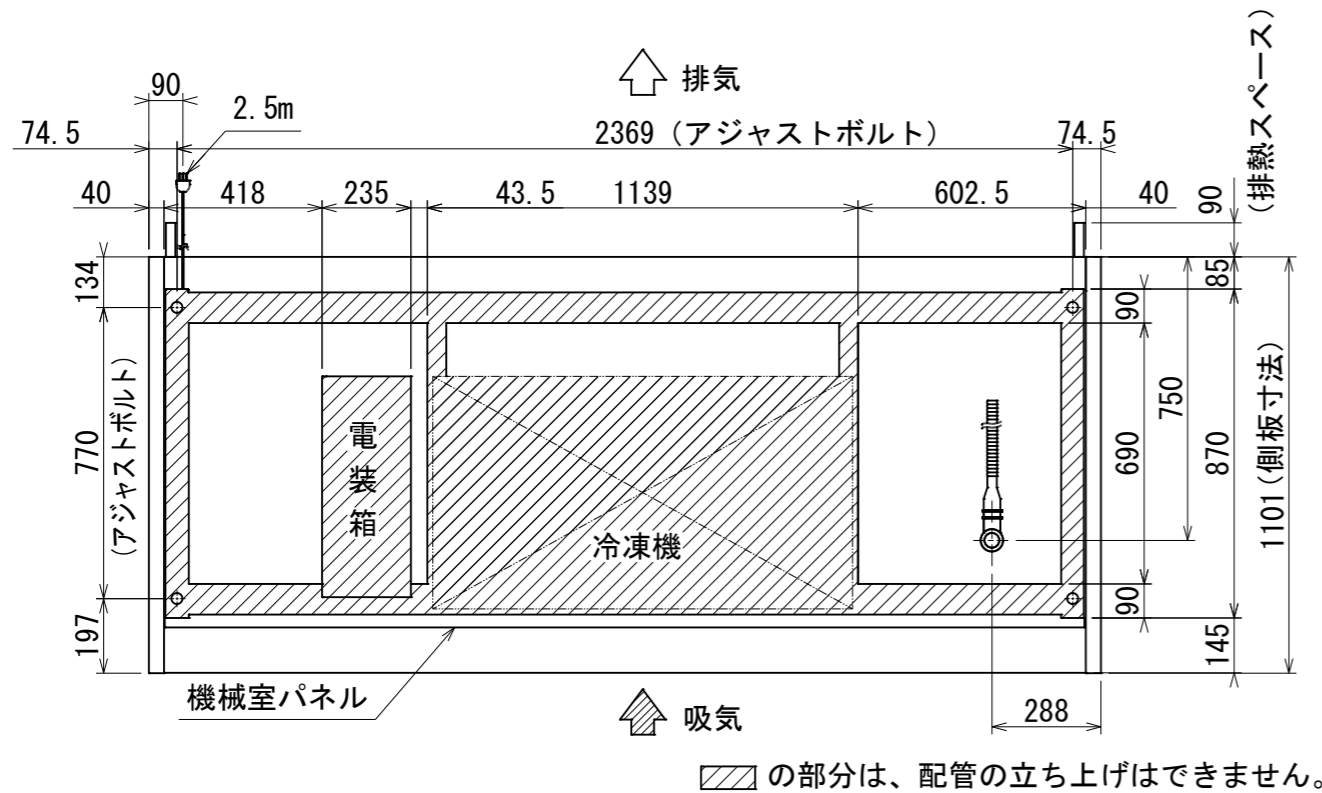 排気
90
2.5m
74.5
2369 (アジャストボルト)
74.5
(排熱スペース)
40
418
235
43.5
1139
602.5
40
90
134
85
90
(アジャストボルト)
770
電装箱
冷凍機
690
750
870
1101(側板寸法)
197
90
145
機械室パネル
吸気
288
の部分は、配管の立ち上げはできません。